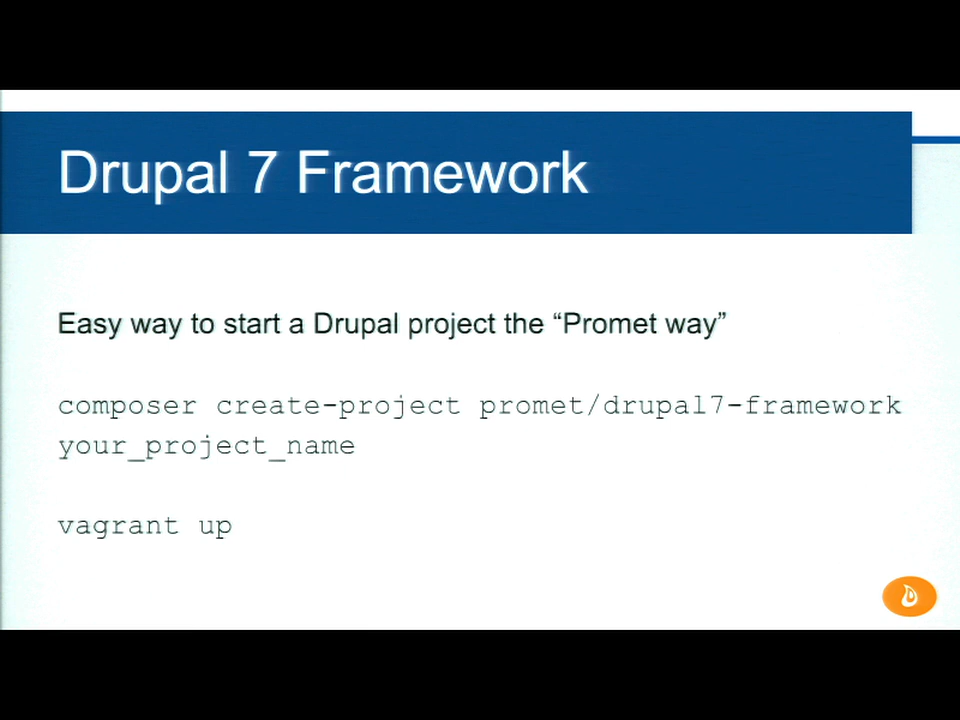 Drupal 7 Framework
Easy way to start a Drupal project the “Promet way”
composer create-project promet/drupal7-framework
your_project_name
vagrant up